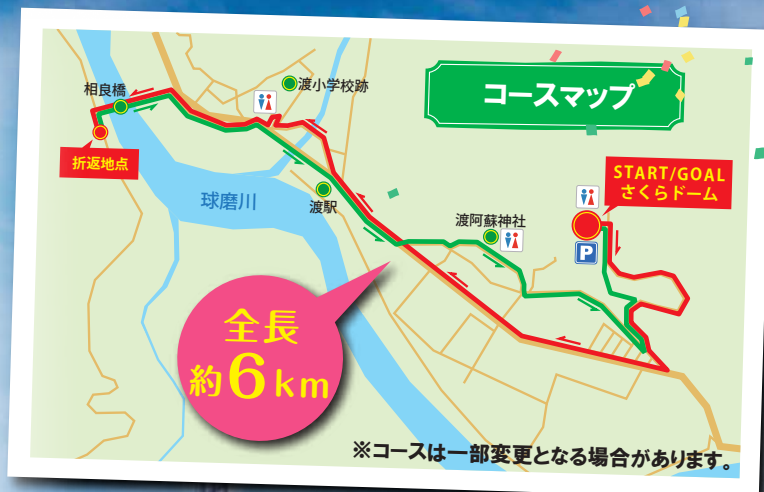 コースマップ
相良橋
渡小学校跡
折返地点
球磨川
渡駅
渡阿蘇神社
START/GOAL
さくらドーム
P
全長
約6km
※コースは一部変更となる場合があります。